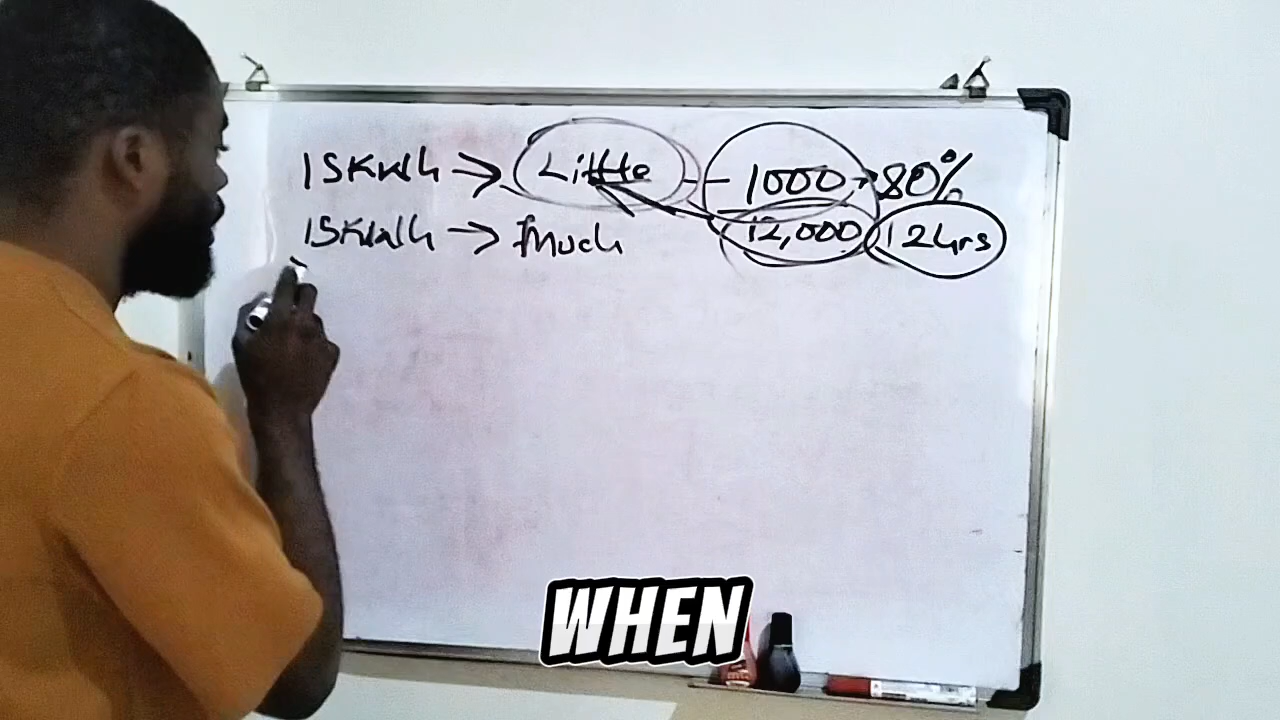 15KWh → Little - 1000 → 80%
15KWh → Much 12,000 12hrs
WHEN